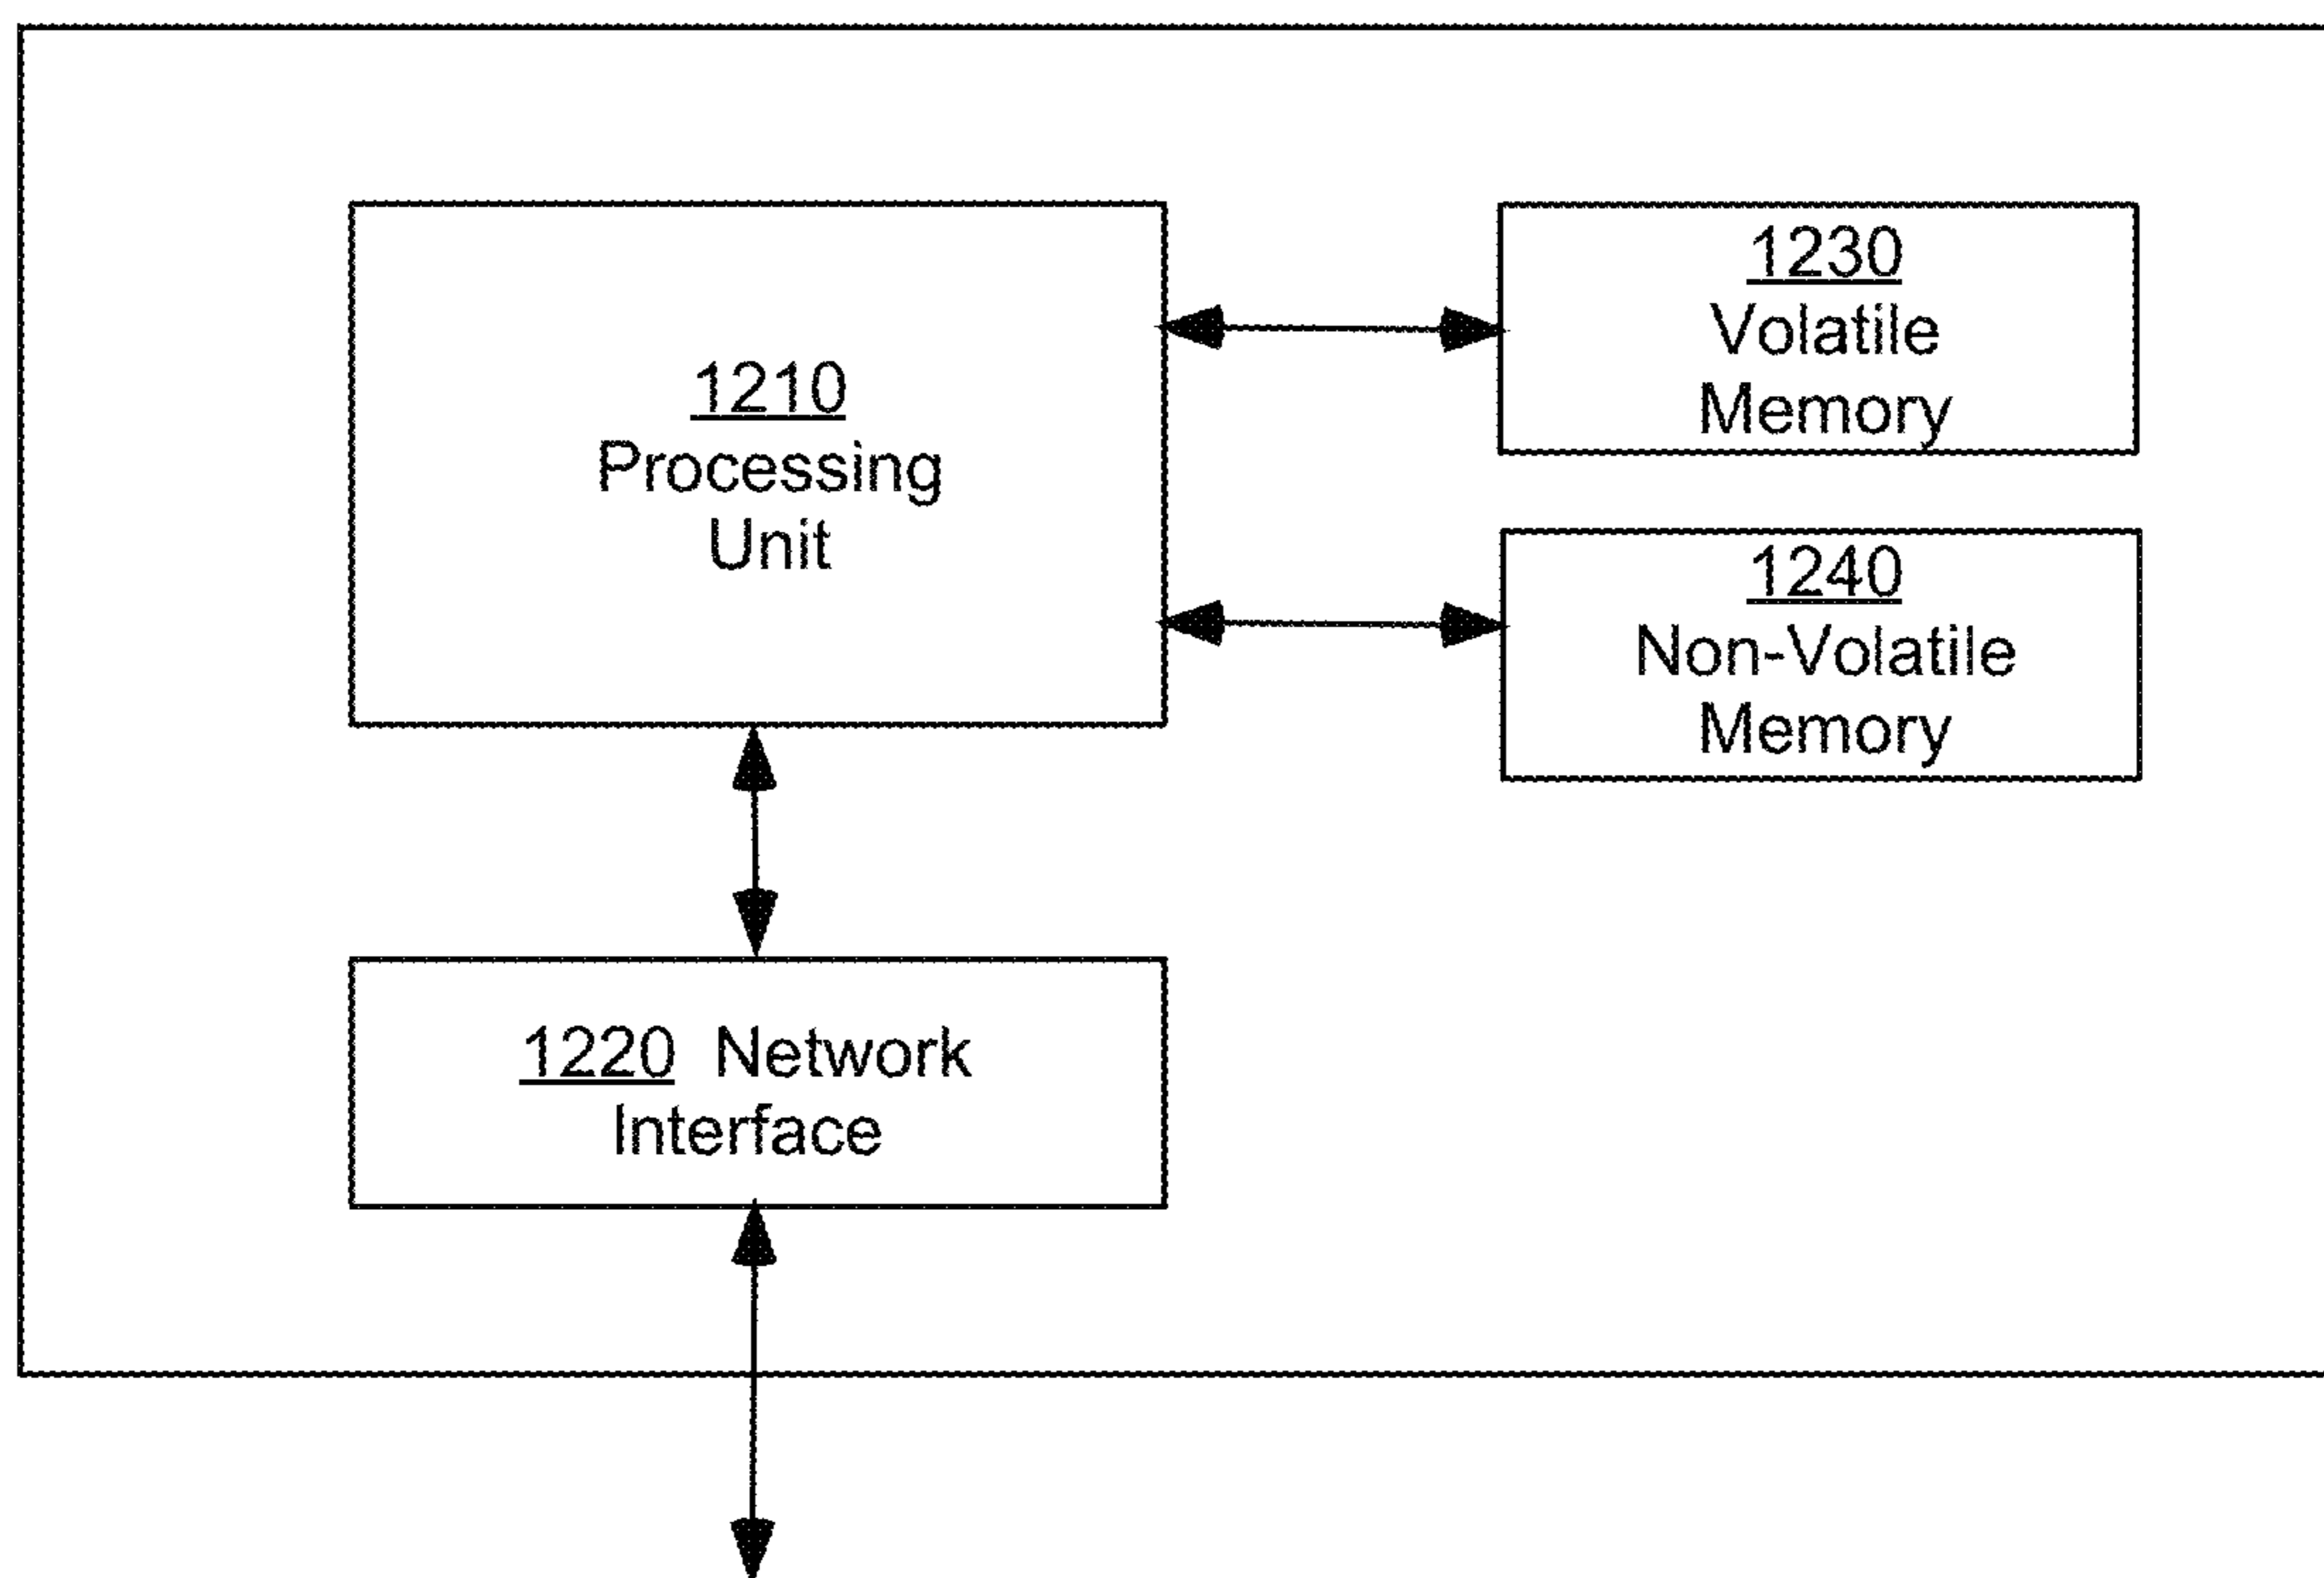 1210
Processing
Unit
1230
Volatile
Memory
1240
Non-Volatile
Memory
1220 Network
Interface